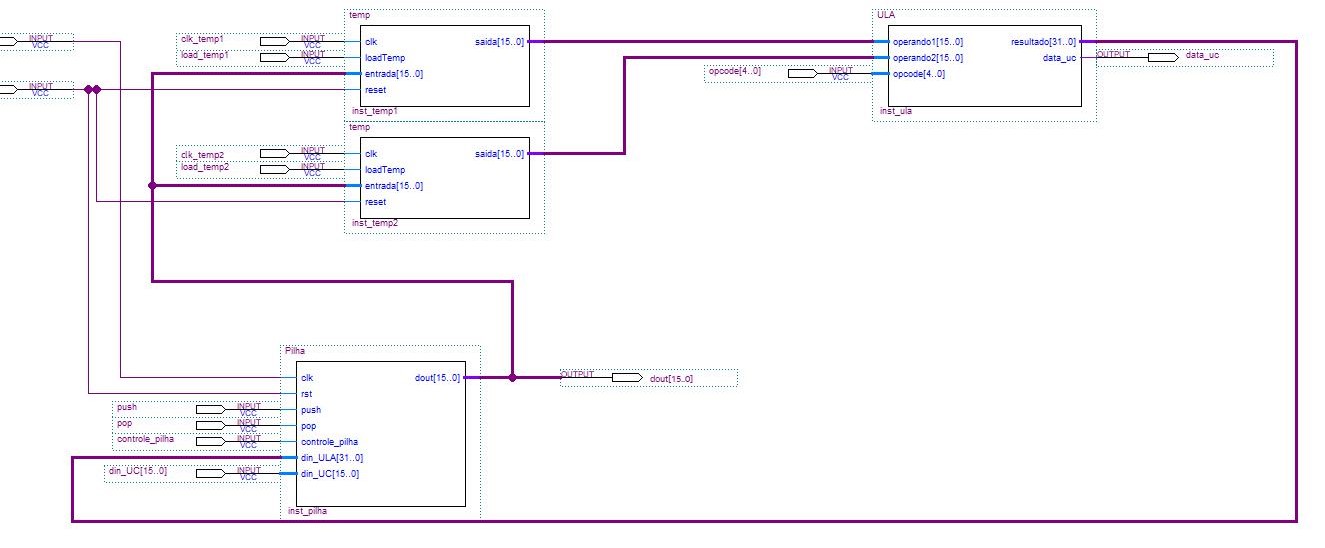 INPUT
VCC
INPUT
VCC
temp
clk_temp1
INPUT
VCC
load_temp1
INPUT
VCC
clk
loadTemp
entrada[15..0]
reset
saida[15..0]
inst_temp1
temp
clk_temp2
INPUT
VCC
load_temp2
INPUT
VCC
clk
loadTemp
entrada[15..0]
reset
saida[15..0]
inst_temp2
ULA
opcode[4..0]
INPUT
VCC
operando1[15..0]
operando2[15..0]
opcode[4..0]
resultado[31..0]
data_uc
inst_ula
OUTPUT
data_uc
Pilha
push
INPUT
VCC
pop
INPUT
VCC
controle_pilha
INPUT
VCC
din_UC[15..0]
INPUT
VCC
clk
rst
push
pop
controle_pilha
din_ULA[31..0]
din_UC[15..0]
dout[15..0]
inst_pilha
OUTPUT
dout[15..0]